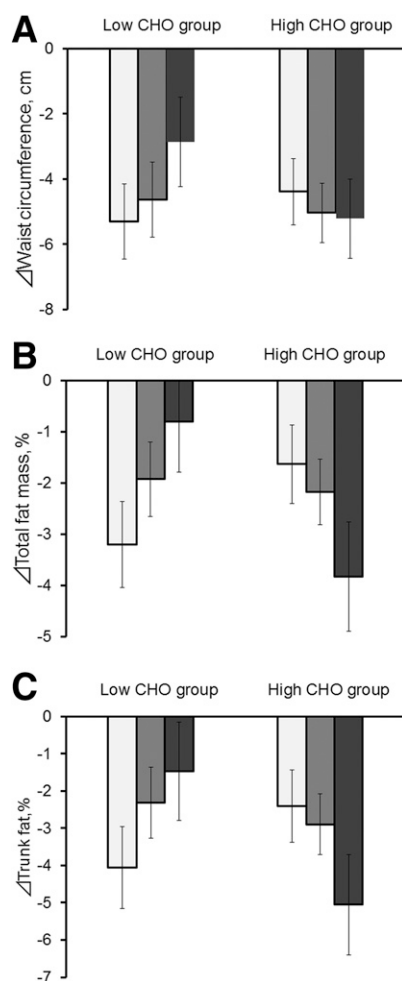 A
Low CHO group High CHO group
0
-2
-4
-6
-8
⊿Waist circumference, cm
B
Low CHO group High CHO group
0
-1
-2
-3
-4
-5
⊿Total fat mass, %
C
Low CHO group High CHO group
0
-1
-2
-3
-4
-5
-6
-7
⊿Trunk fat,%